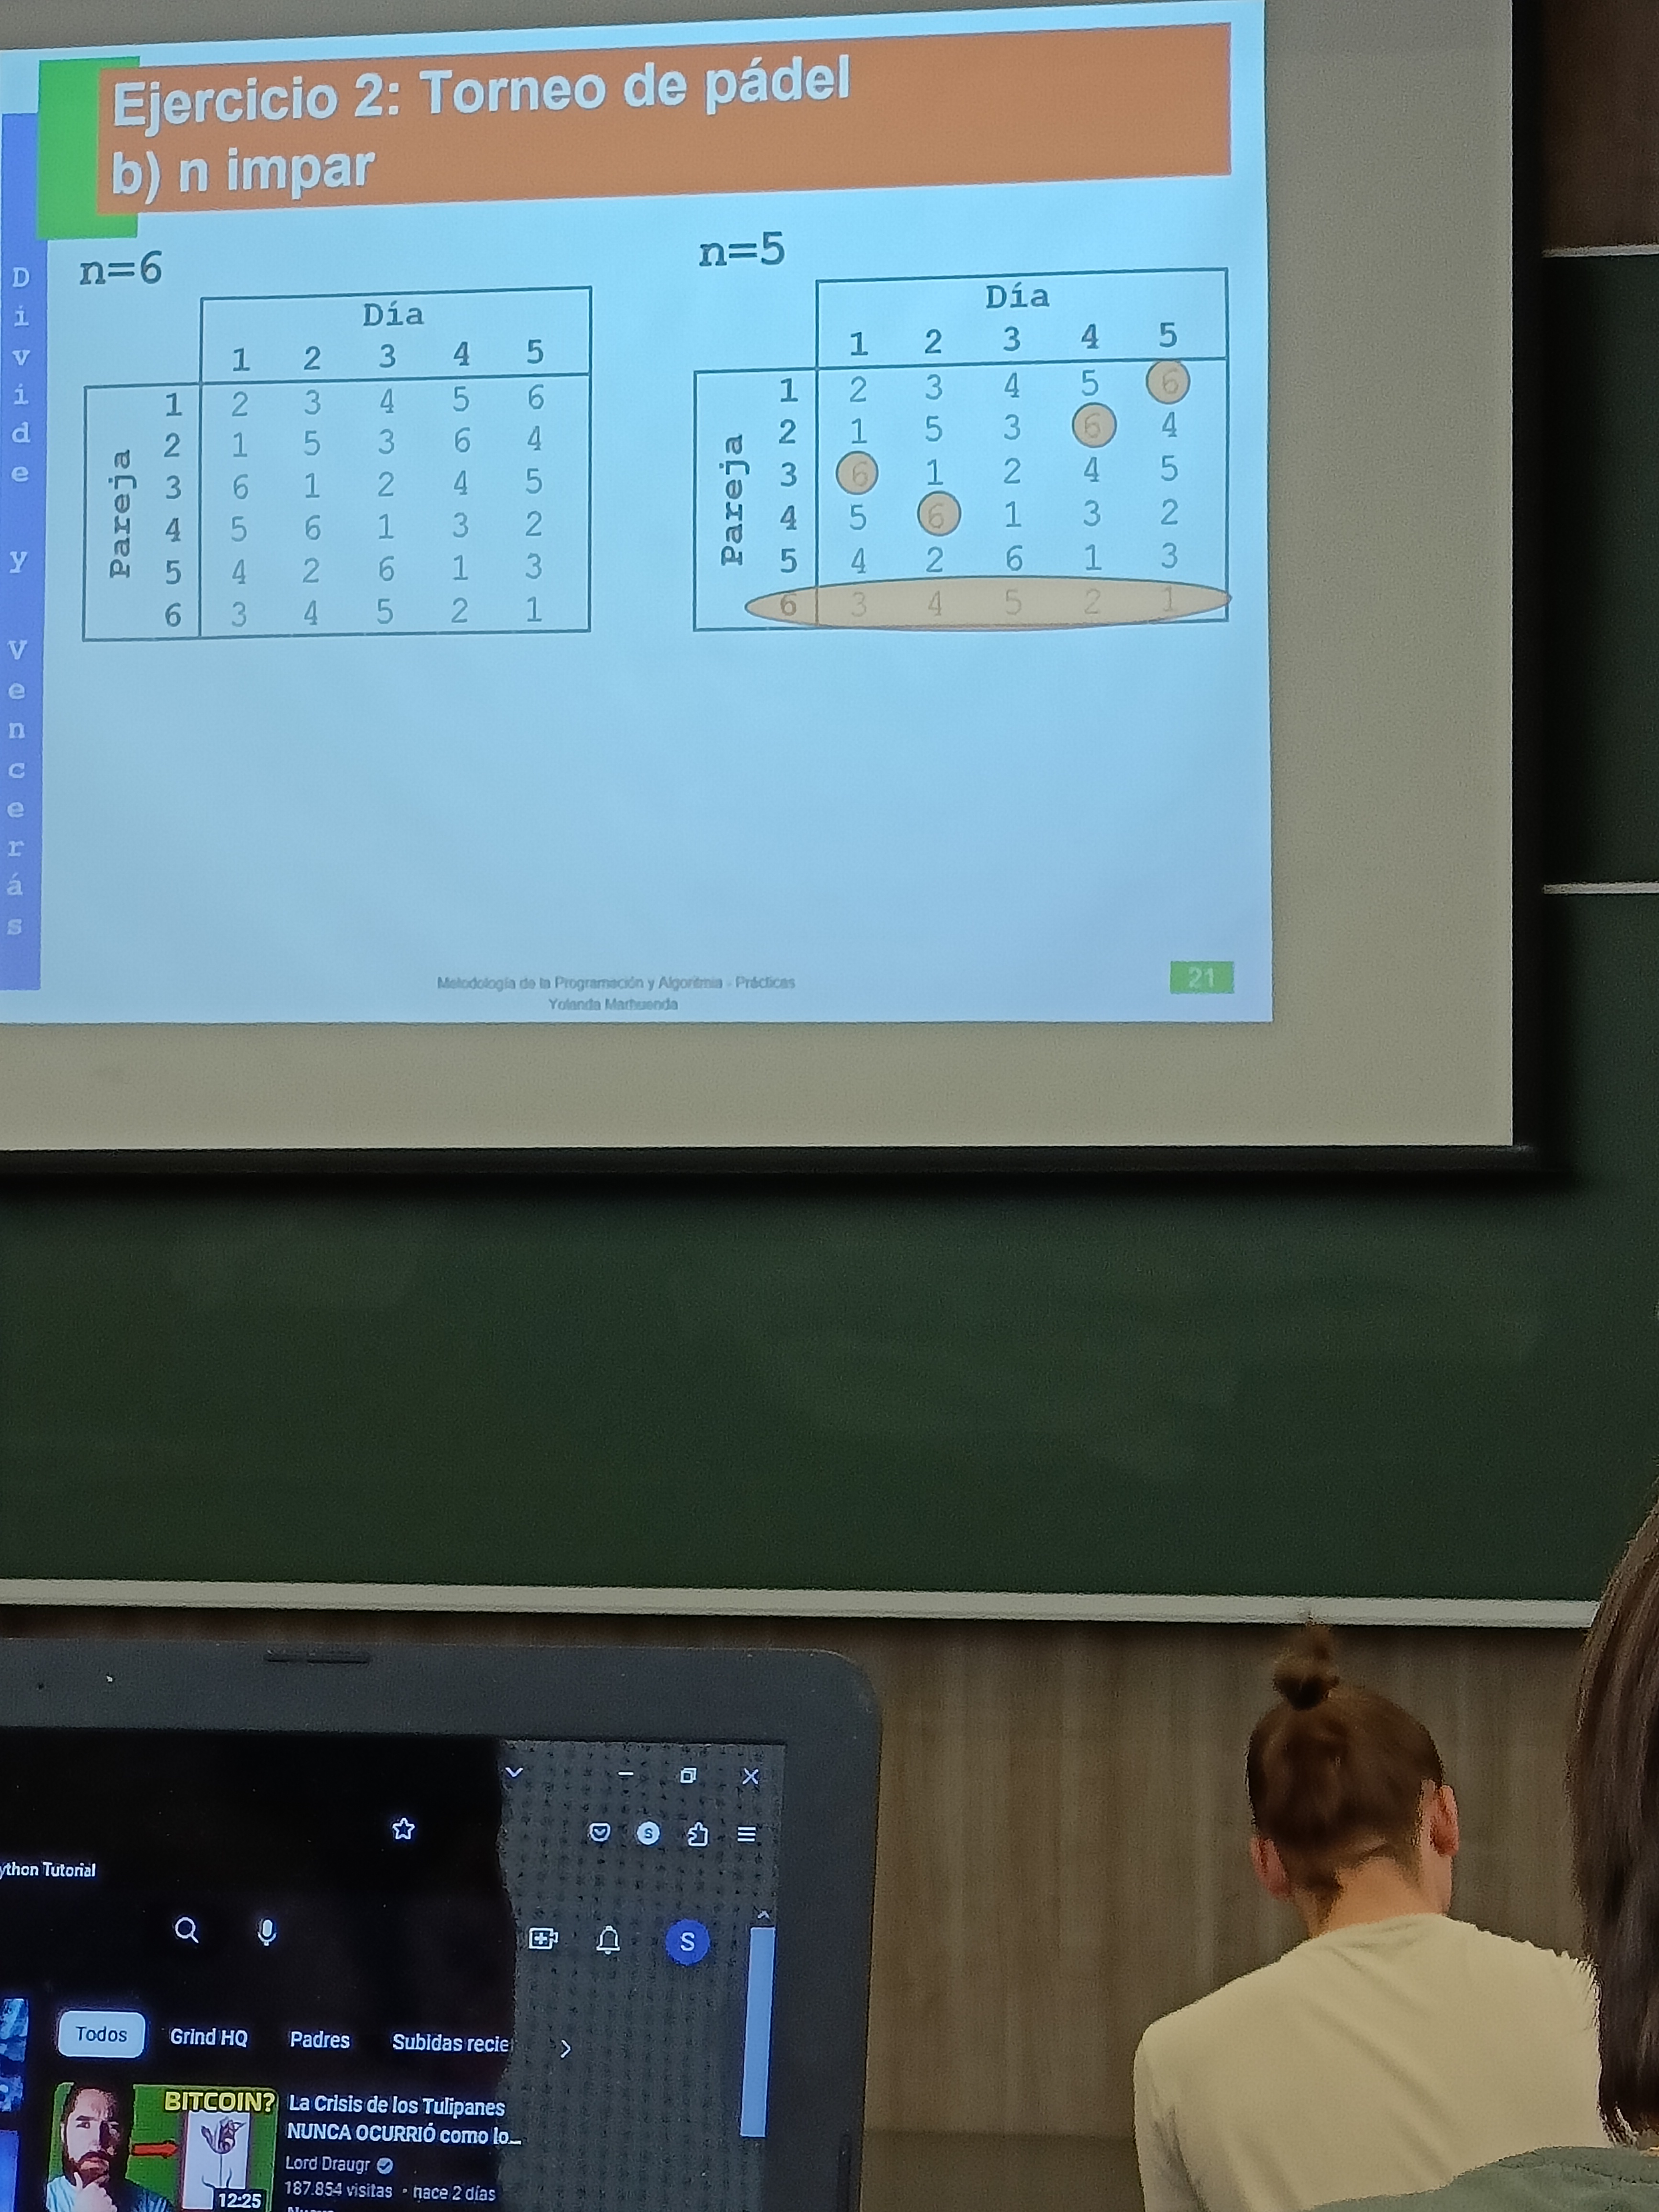 Ejercicio 2: Torneo de pádel
b) n impar
Divide y vencerás
n=6
Día
1 2 3 4 5
Pareja
1 2 3 4 5 6
2 1 5 3 6 4
3 6 1 2 4 5
4 5 6 1 3 2
5 4 2 6 1 3
6 3 4 5 2 1
n=5
Día
1 2 3 4 5
Pareja
1 2 3 4 5 6
2 1 5 3 6 4
3 6 1 2 4 5
4 5 6 1 3 2
5 4 2 6 1 3
6 3 4 5 2 1
Metodología de la Programación y Algoritmia - Prácticas
Yolanda Marhuenda
21
ython Tutorial
S
S
Todos Grind HQ Padres Subidas recie
BITCOIN?
12:25
La Crisis de los Tulipanes
NUNCA OCURRIÓ como lo...
Lord Draugr
187.854 visitas • hace 2 días